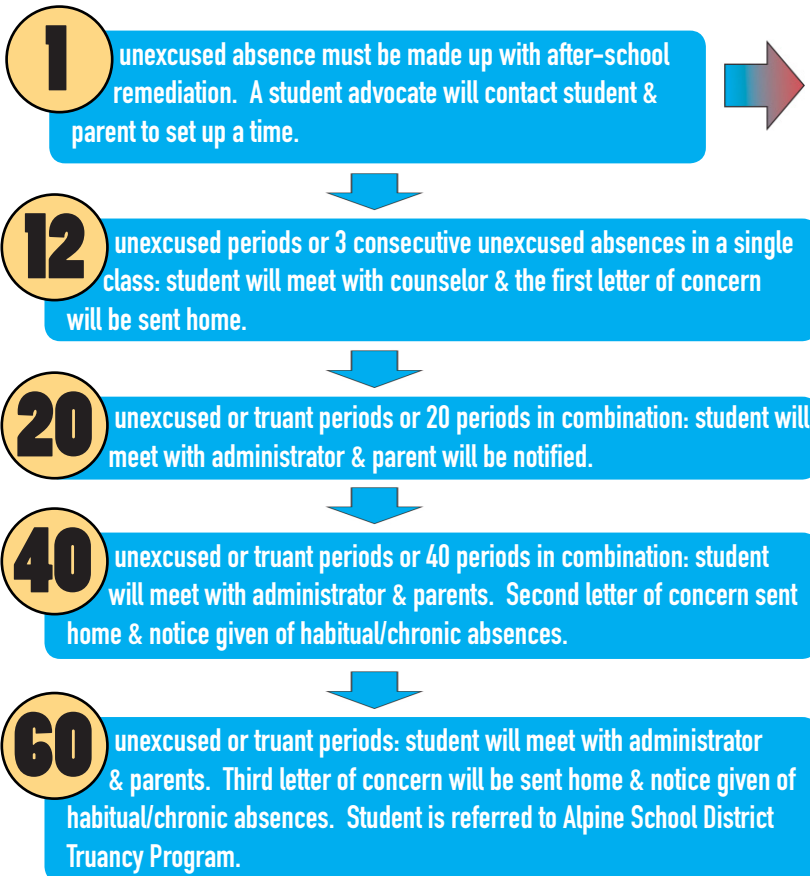 1 unexcused absence must be made up with after-school
remediation. A student advocate will contact student &
parent to set up a time.
12 unexcused periods or 3 consecutive unexcused absences in a single
class: student will meet with counselor & the first letter of concern
will be sent home.
20 unexcused or truant periods or 20 periods in combination: student will
meet with administrator & parent will be notified.
40 unexcused or truant periods or 40 periods in combination: student
will meet with administrator & parents. Second letter of concern sent
home & notice given of habitual/chronic absences.
60 unexcused or truant periods: student will meet with administrator
& parents. Third letter of concern will be sent home & notice given of
habitual/chronic absences. Student is referred to Alpine School District
Truancy Program.